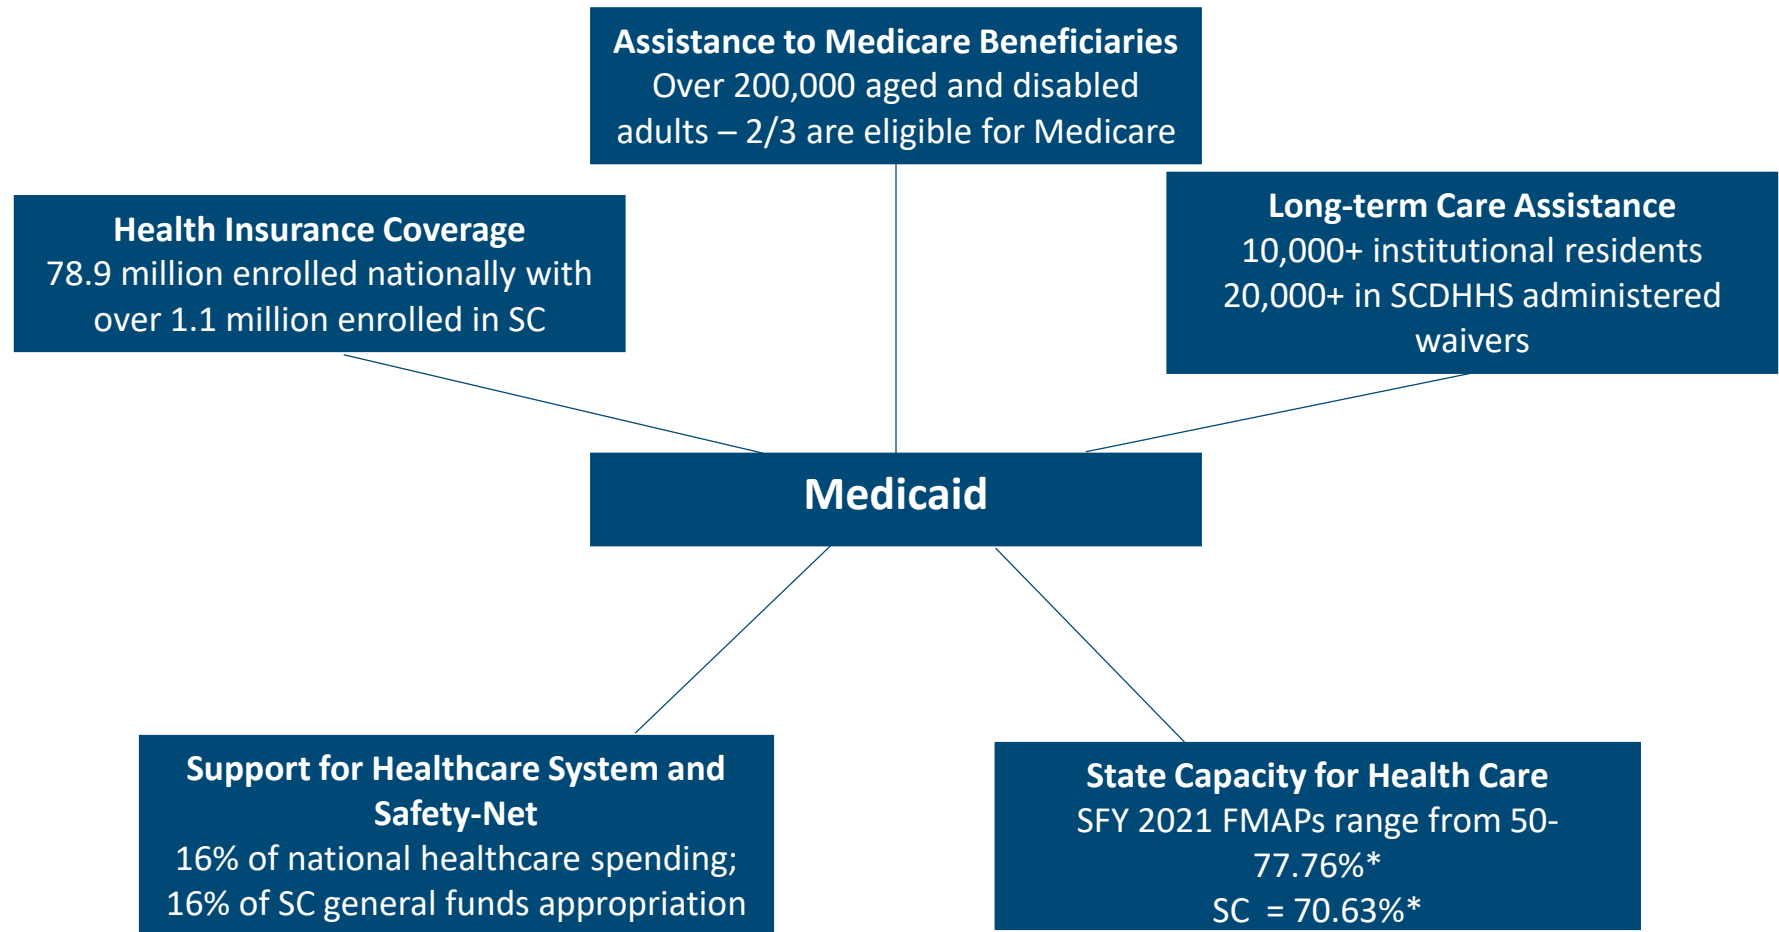 Assistance to Medicare Beneficiaries
Over 200,000 aged and disabled
adults – 2/3 are eligible for Medicare
Health Insurance Coverage
78.9 million enrolled nationally with
over 1.1 million enrolled in SC
Long-term Care Assistance
10,000+ institutional residents
20,000+ in SCDHHS administered
waivers
Medicaid
Support for Healthcare System and
Safety-Net
16% of national healthcare spending;
16% of SC general funds appropriation
State Capacity for Health Care
SFY 2021 FMAPs range from 50-
77.76%*
SC = 70.63%*